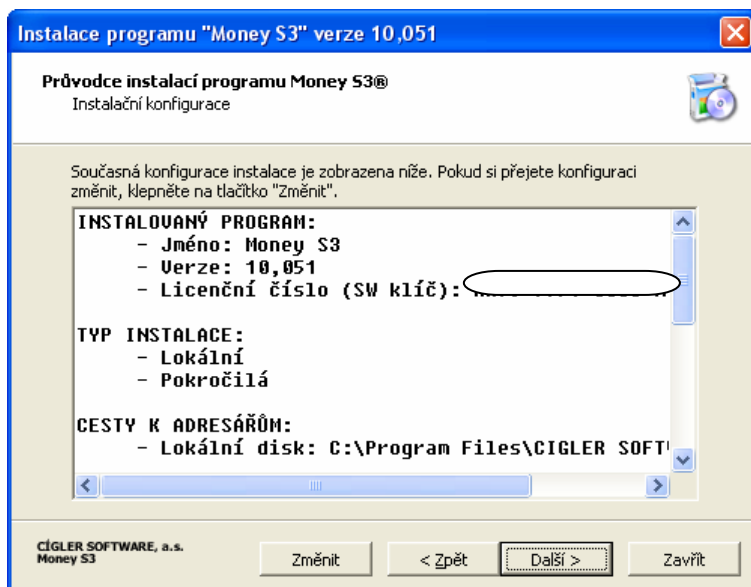 Instalace programu "Money S3" verze 10,051
Průvodce instalací programu Money S3®
Instalační konfigurace
Současná konfigurace instalace je zobrazena níže. Pokud si přejete konfiguraci
změnit, klepněte na tlačítko "Změnit".
INSTALOVANÝ PROGRAM:
- Jméno: Money S3
- Verze: 10,051
- Licenční číslo (SW klíč):
TYP INSTALACE:
- Lokální
- Pokročilá
CESTY K ADRESÁŘŮM:
- Lokální disk: C:\Program Files\CIGLER SOFT
CÍGLER SOFTWARE, a.s.
Money S3
Změnit
< Zpět
Další >
Zavřít